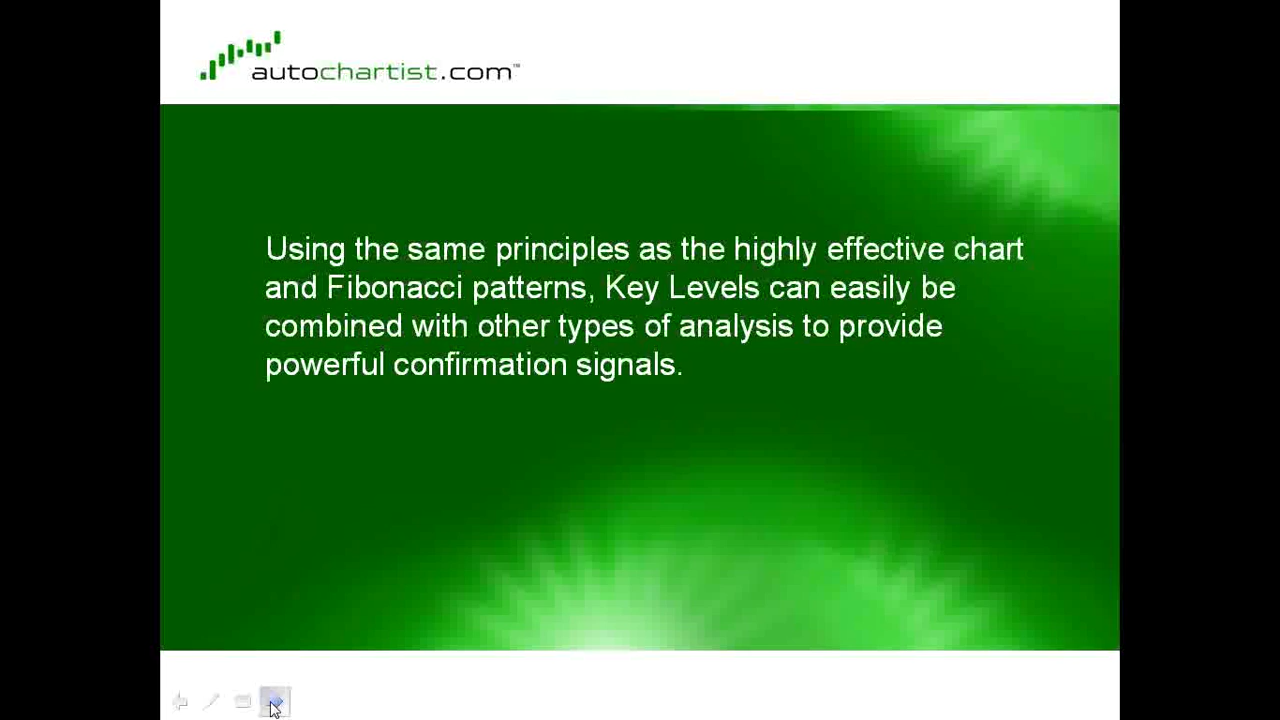 autochartist.com™
Using the same principles as the highly effective chart
and Fibonacci patterns, Key Levels can easily be
combined with other types of analysis to provide
powerful confirmation signals.